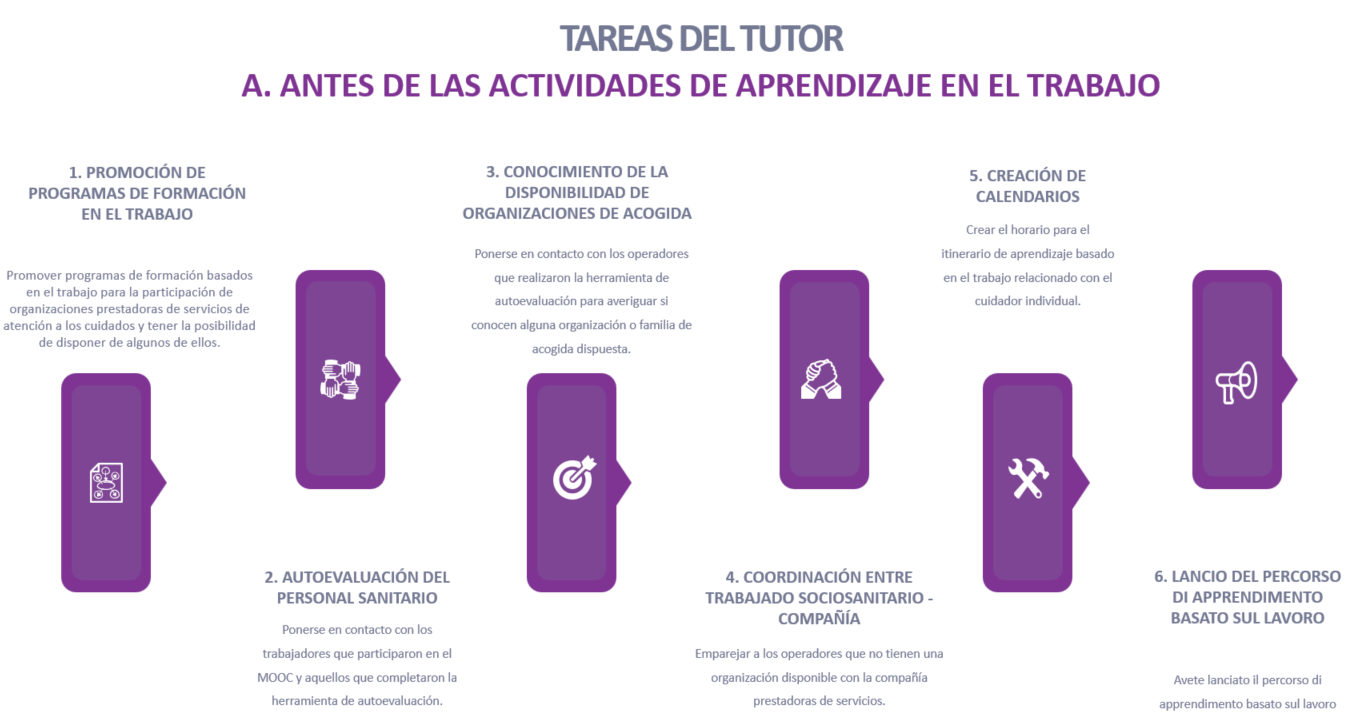 TAREAS DEL TUTOR
A. ANTES DE LAS ACTIVIDADES DE APRENDIZAJE EN EL TRABAJO
1. PROMOCIÓN DE
PROGRAMAS DE FORMACIÓN
EN EL TRABAJO
Promover programas de formación basados
en el trabajo para la participación de
organizaciones prestadoras de servicios de
atención a los cuidados y tener la posibilidad
de disponer de algunos de ellos.
2. AUTOEVALUACIÓN DEL
PERSONAL SANITARIO
Ponerse en contacto con los
trabajadores que participaron en el
MOOC y aquellos que completaron la
herramienta de autoevaluación.
3. CONOCIMIENTO DE LA
DISPONIBILIDAD DE
ORGANIZACIONES DE ACOGIDA
Ponerse en contacto con los operadores
que realizaron la herramienta de
autoevaluación para averiguar si
conocen alguna organización o familia de
acogida dispuesta.
4. COORDINACIÓN ENTRE
TRABAJADO SOCIOSANITARIO -
COMPAÑÍA
Emparejar a los operadores que no tienen una
organización disponible con la compañía
prestadoras de servicios.
5. CREACIÓN DE
CALENDARIOS
Crear el horario para el
itinerario de aprendizaje basado
en el trabajo relacionado con el
cuidador individual.
6. LANCIO DEL PERCORSO
DI APPRENDIMENTO
BASATO SUL LAVORO
Avete lanciato il percorso di
apprendimento basato sul lavoro